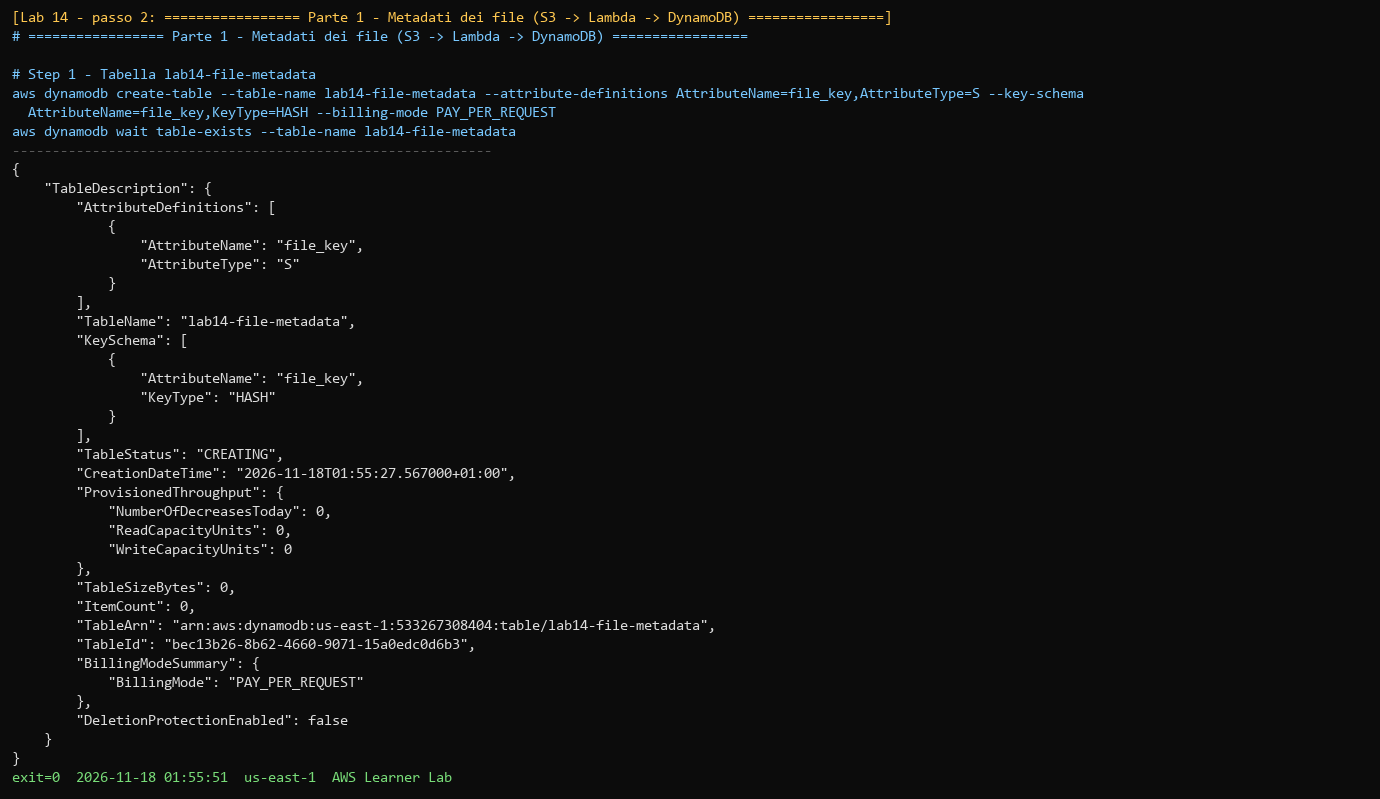 [Lab 14 - passo 2: ================= Parte 1 - Metadati dei file (S3 -> Lambda -> DynamoDB) =================]
# ================= Parte 1 - Metadati dei file (S3 -> Lambda -> DynamoDB) =================

# Step 1 - Tabella lab14-file-metadata
aws dynamodb create-table --table-name lab14-file-metadata --attribute-definitions AttributeName=file_key,AttributeType=S --key-schema
  AttributeName=file_key,KeyType=HASH --billing-mode PAY_PER_REQUEST
aws dynamodb wait table-exists --table-name lab14-file-metadata
------------------------------------------------------------
{
    "TableDescription": {
        "AttributeDefinitions": [
            {
                "AttributeName": "file_key",
                "AttributeType": "S"
            }
        ],
        "TableName": "lab14-file-metadata",
        "KeySchema": [
            {
                "AttributeName": "file_key",
                "KeyType": "HASH"
            }
        ],
        "TableStatus": "CREATING",
        "CreationDateTime": "2026-11-18T01:55:27.567000+01:00",
        "ProvisionedThroughput": {
            "NumberOfDecreasesToday": 0,
            "ReadCapacityUnits": 0,
            "WriteCapacityUnits": 0
        },
        "TableSizeBytes": 0,
        "ItemCount": 0,
        "TableArn": "arn:aws:dynamodb:us-east-1:533267308404:table/lab14-file-metadata",
        "TableId": "bec13b26-8b62-4660-9071-15a0edc0d6b3",
        "BillingModeSummary": {
            "BillingMode": "PAY_PER_REQUEST"
        },
        "DeletionProtectionEnabled": false
    }
}
exit=0  2026-11-18 01:55:51  us-east-1  AWS Learner Lab